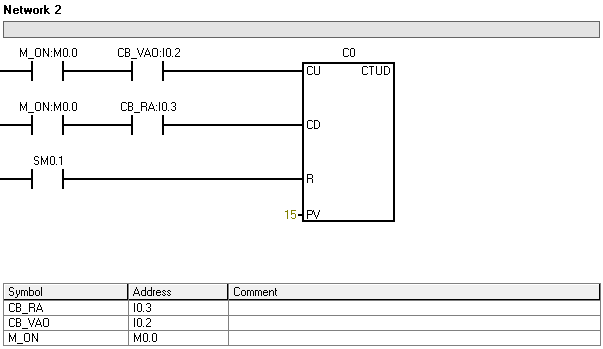 Network 2
M_ON:M0.0 CB_VAO:I0.2 C0
CU CTUD
M_ON:M0.0 CB_RA:I0.3
CD
SM0.1
R
15 PV
Symbol Address Comment
CB_RA I0.3
CB_VAO I0.2
M_ON M0.0